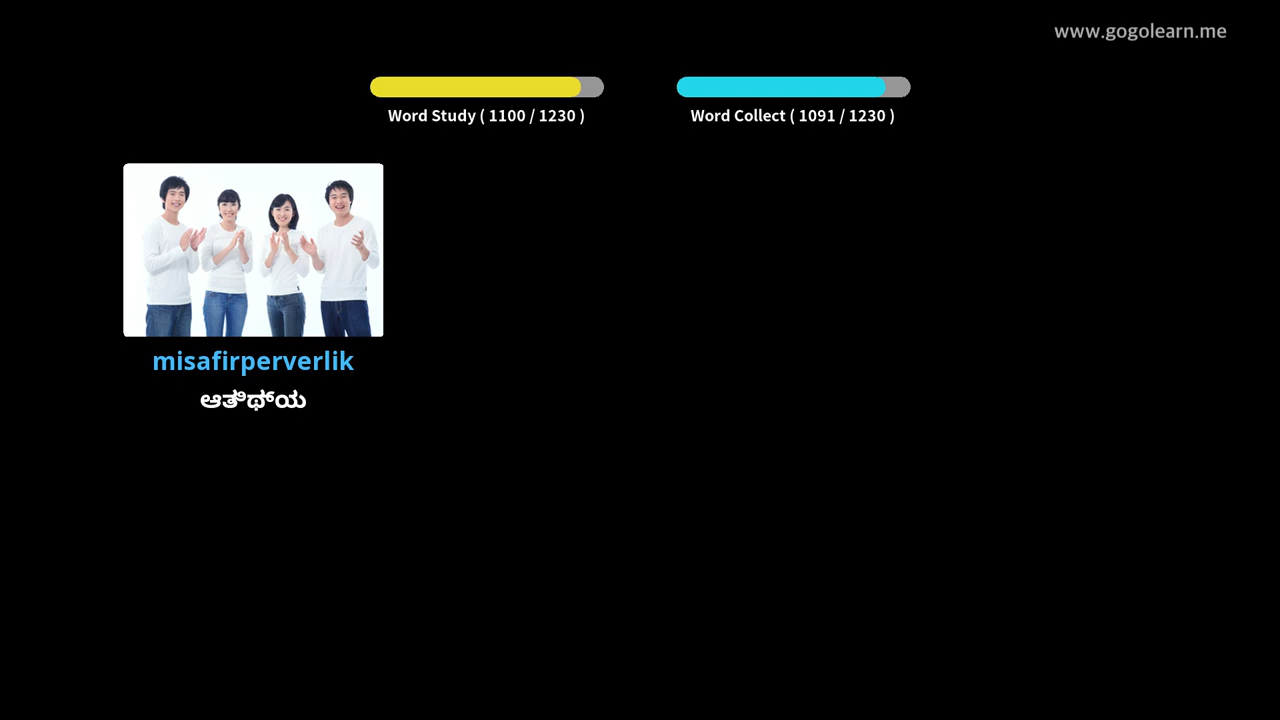 www.gogolearn.me
Word Study ( 1100 / 1230 )
Word Collect ( 1091 / 1230 )
misafirperverlik
ಆತಿಥ್ಯ